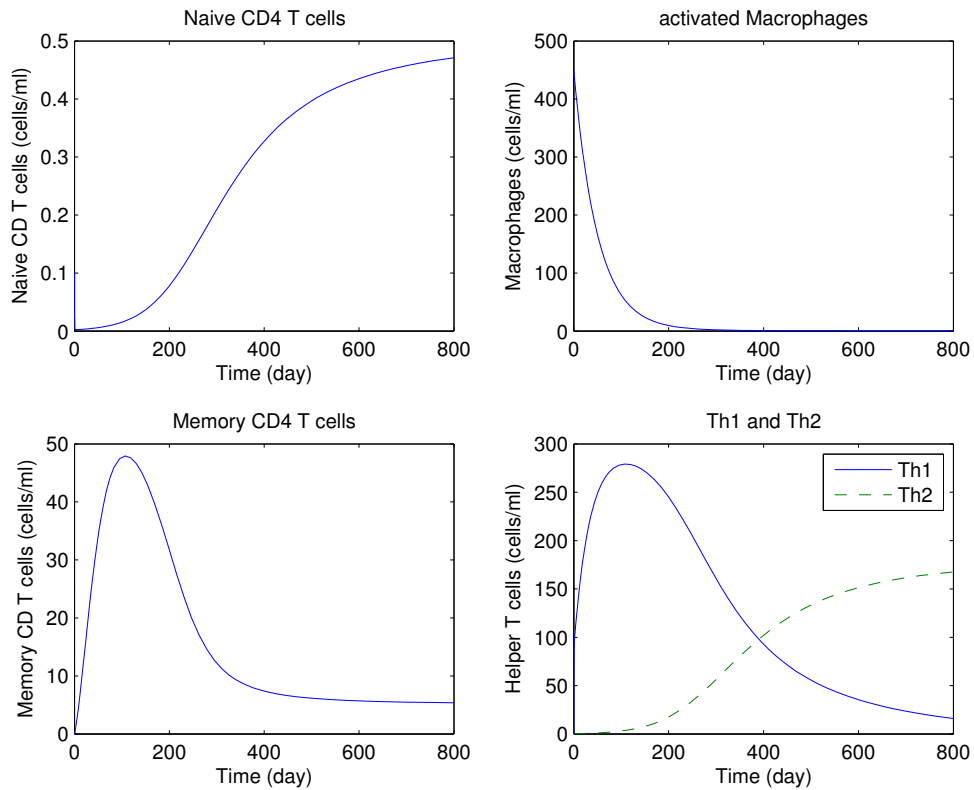 Naive CD4 T cells
Naive CD T cells (cells/ml)
0.5
0.4
0.3
0.2
0.1
0
0 200 400 600 800
Time (day)
activated Macrophages
Macrophages (cells/ml)
500
400
300
200
100
0
0 200 400 600 800
Time (day)
Memory CD4 T cells
Memory CD T cells (cells/ml)
50
40
30
20
10
0
0 200 400 600 800
Time (day)
Th1 and Th2
Helper T cells (cells/ml)
300
250
200
150
100
50
0
0 200 400 600 800
Time (day)
Th1
Th2